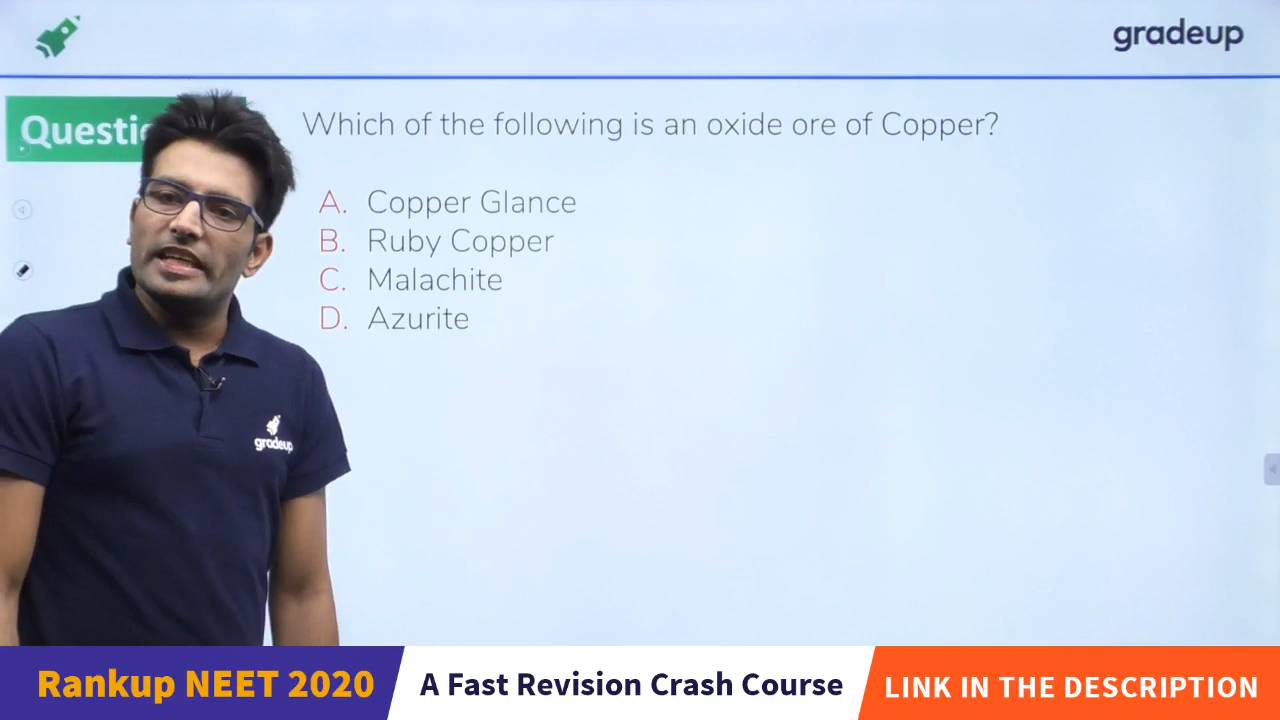 gradeup
Questio
Which of the following is an oxide ore of Copper?
A. Copper Glance
B. Ruby Copper
C. Malachite
D. Azurite
gradeup
Rankup NEET 2020
A Fast Revision Crash Course
LINK IN THE DESCRIPTION